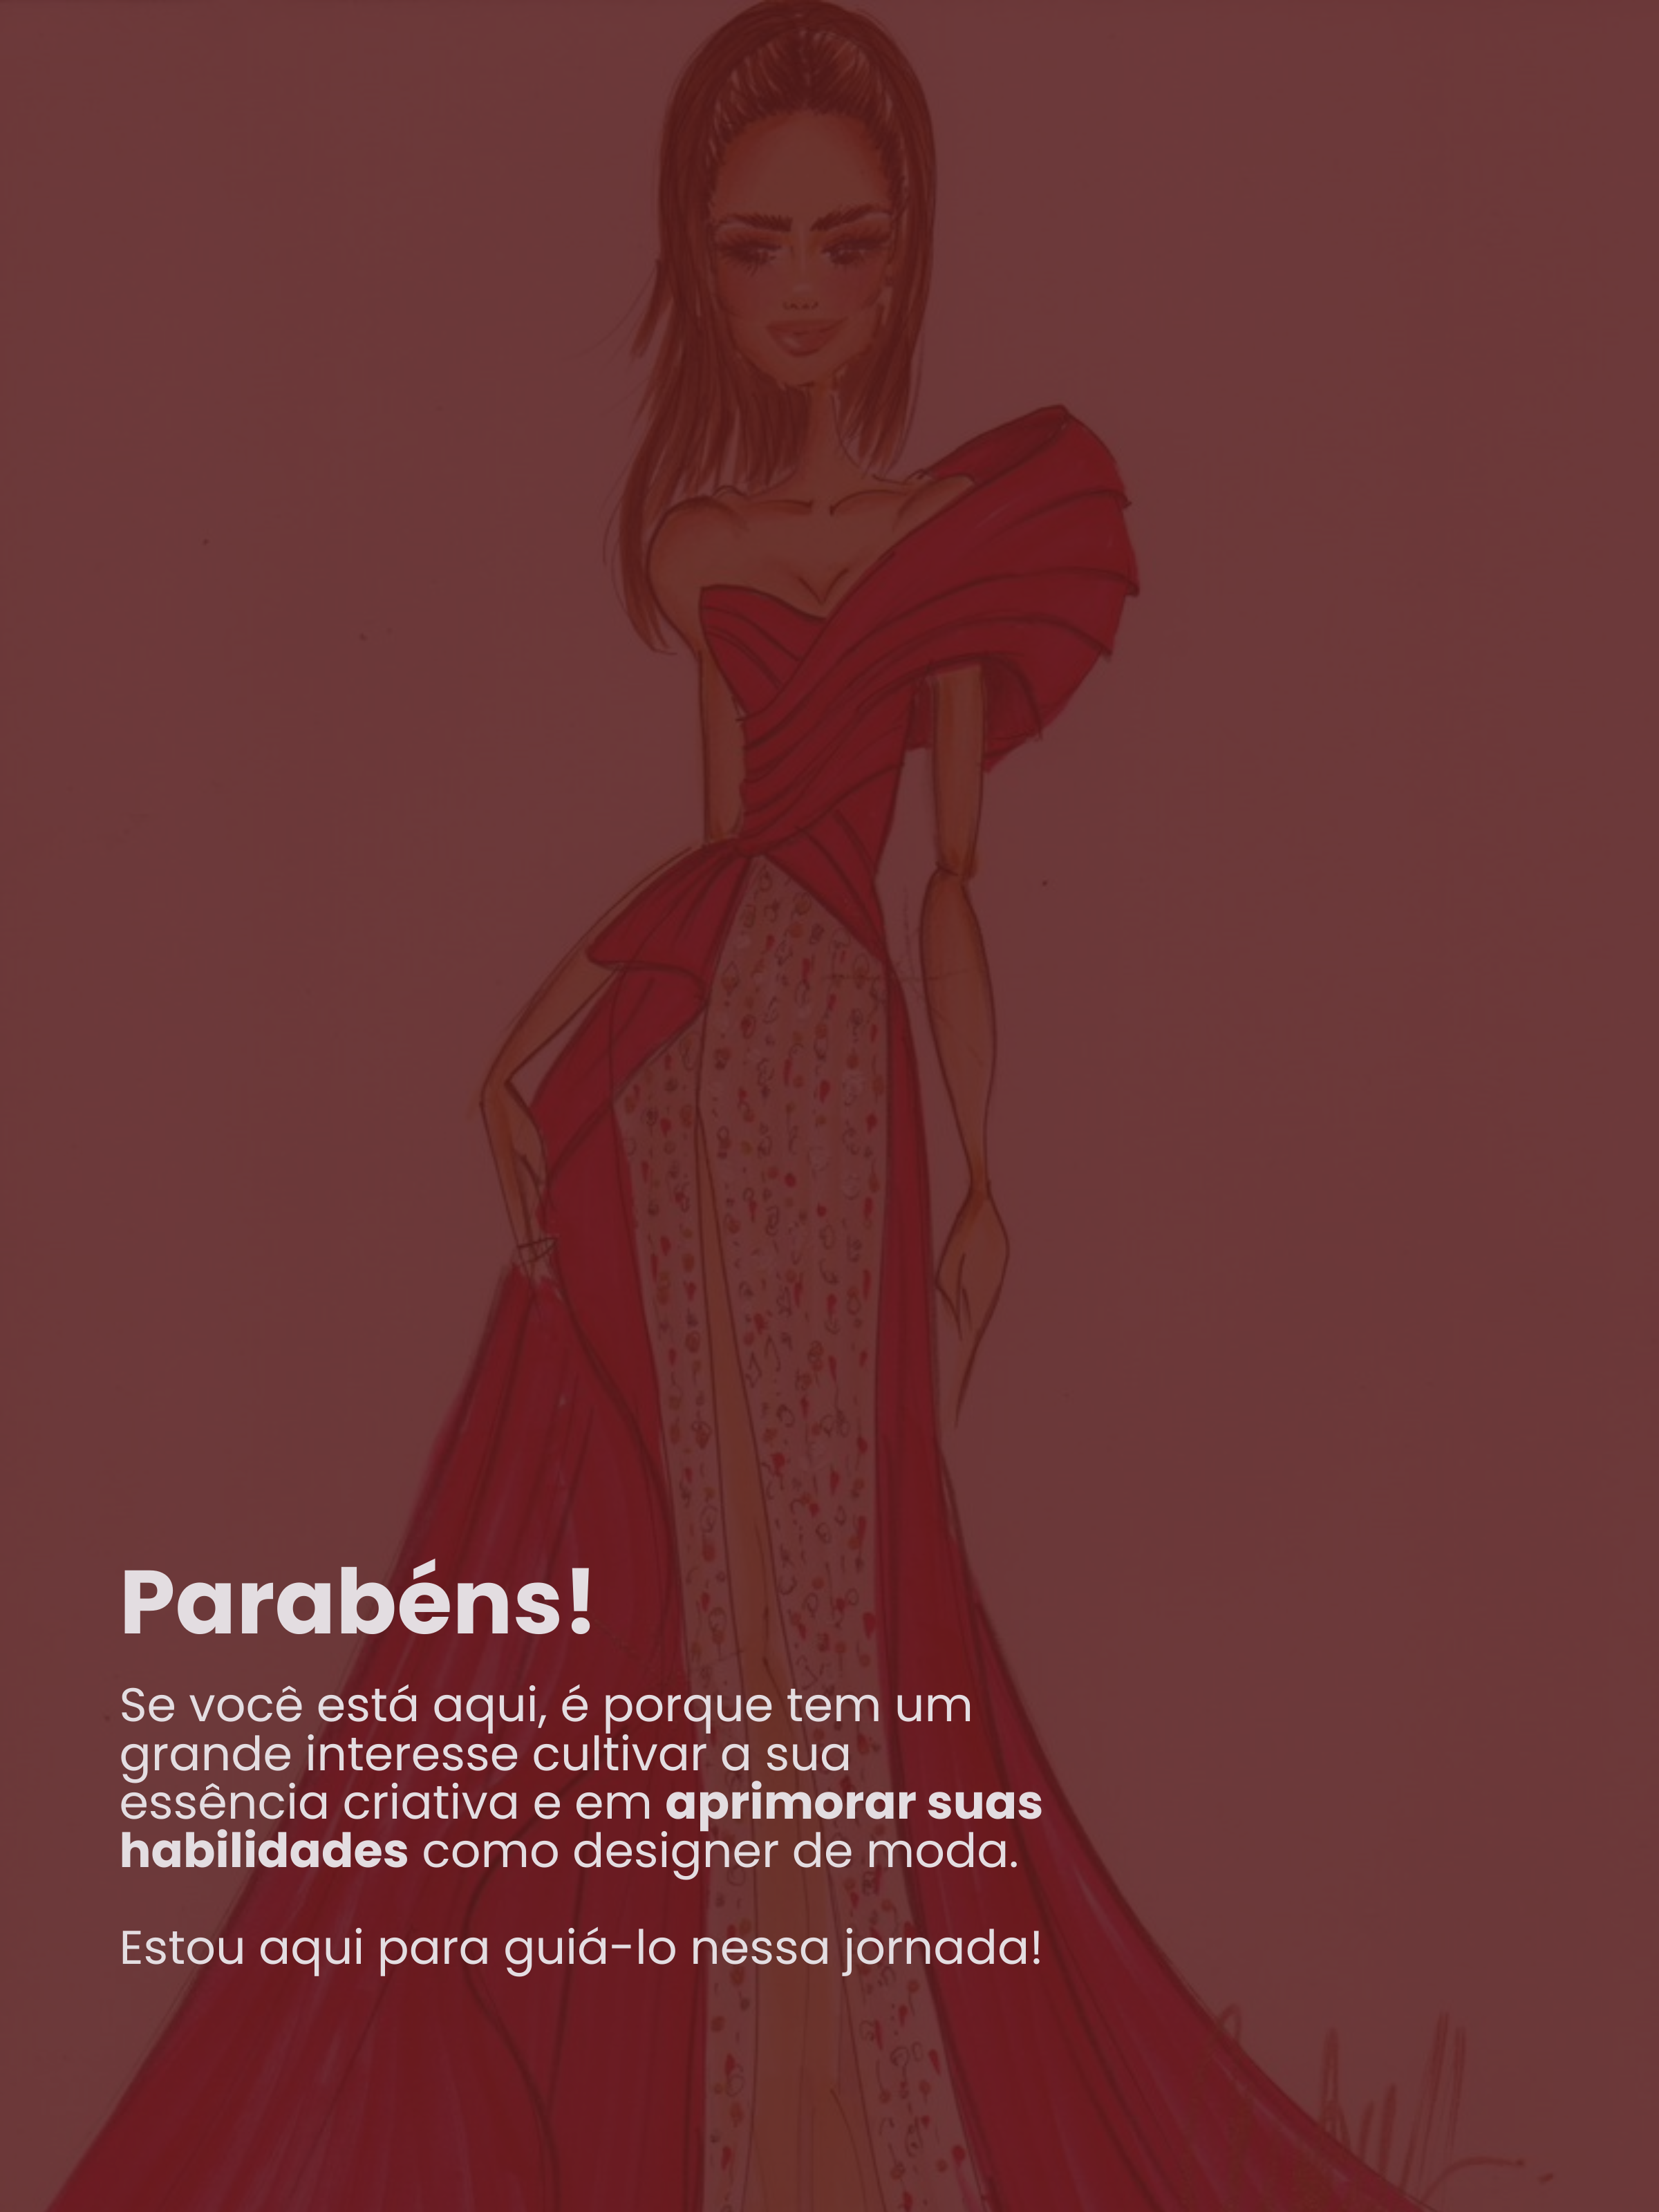 Parabéns!
Se você está aqui, é porque tem um
grande interesse cultivar a sua
essência criativa e em aprimorar suas
habilidades como designer de moda.
Estou aqui para guiá-lo nessa jornada!